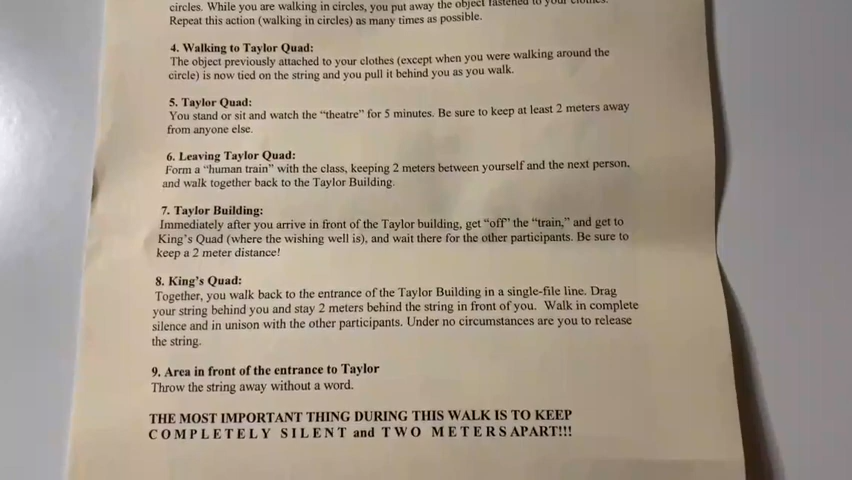 circles. While you are walking in circles, you put away the object fastened to your clothes.
Repeat this action (walking in circles) as many times as possible.
4. Walking to Taylor Quad:
The object previously attached to your clothes (except when you were walking around the
circle) is now tied on the string and you pull it behind you as you walk.
5. Taylor Quad:
You stand or sit and watch the “theatre” for 5 minutes. Be sure to keep at least 2 meters away
from anyone else.
6. Leaving Taylor Quad:
Form a “human train” with the class, keeping 2 meters between yourself and the next person,
and walk together back to the Taylor Building.
7. Taylor Building:
Immediately after you arrive in front of the Taylor building, get “off” the “train,” and get to
King’s Quad (where the wishing well is), and wait there for the other participants. Be sure to
keep a 2 meter distance!
8. King’s Quad:
Together, you walk back to the entrance of the Taylor Building in a single-file line. Drag
your string behind you and stay 2 meters behind the string in front of you. Walk in complete
silence and in unison with the other participants. Under no circumstances are you to release
the string.
9. Area in front of the entrance to Taylor
Throw the string away without a word.
THE MOST IMPORTANT THING DURING THIS WALK IS TO KEEP
C O M P L E T E L Y S I L E N T and T W O M E T E R S APART!!!